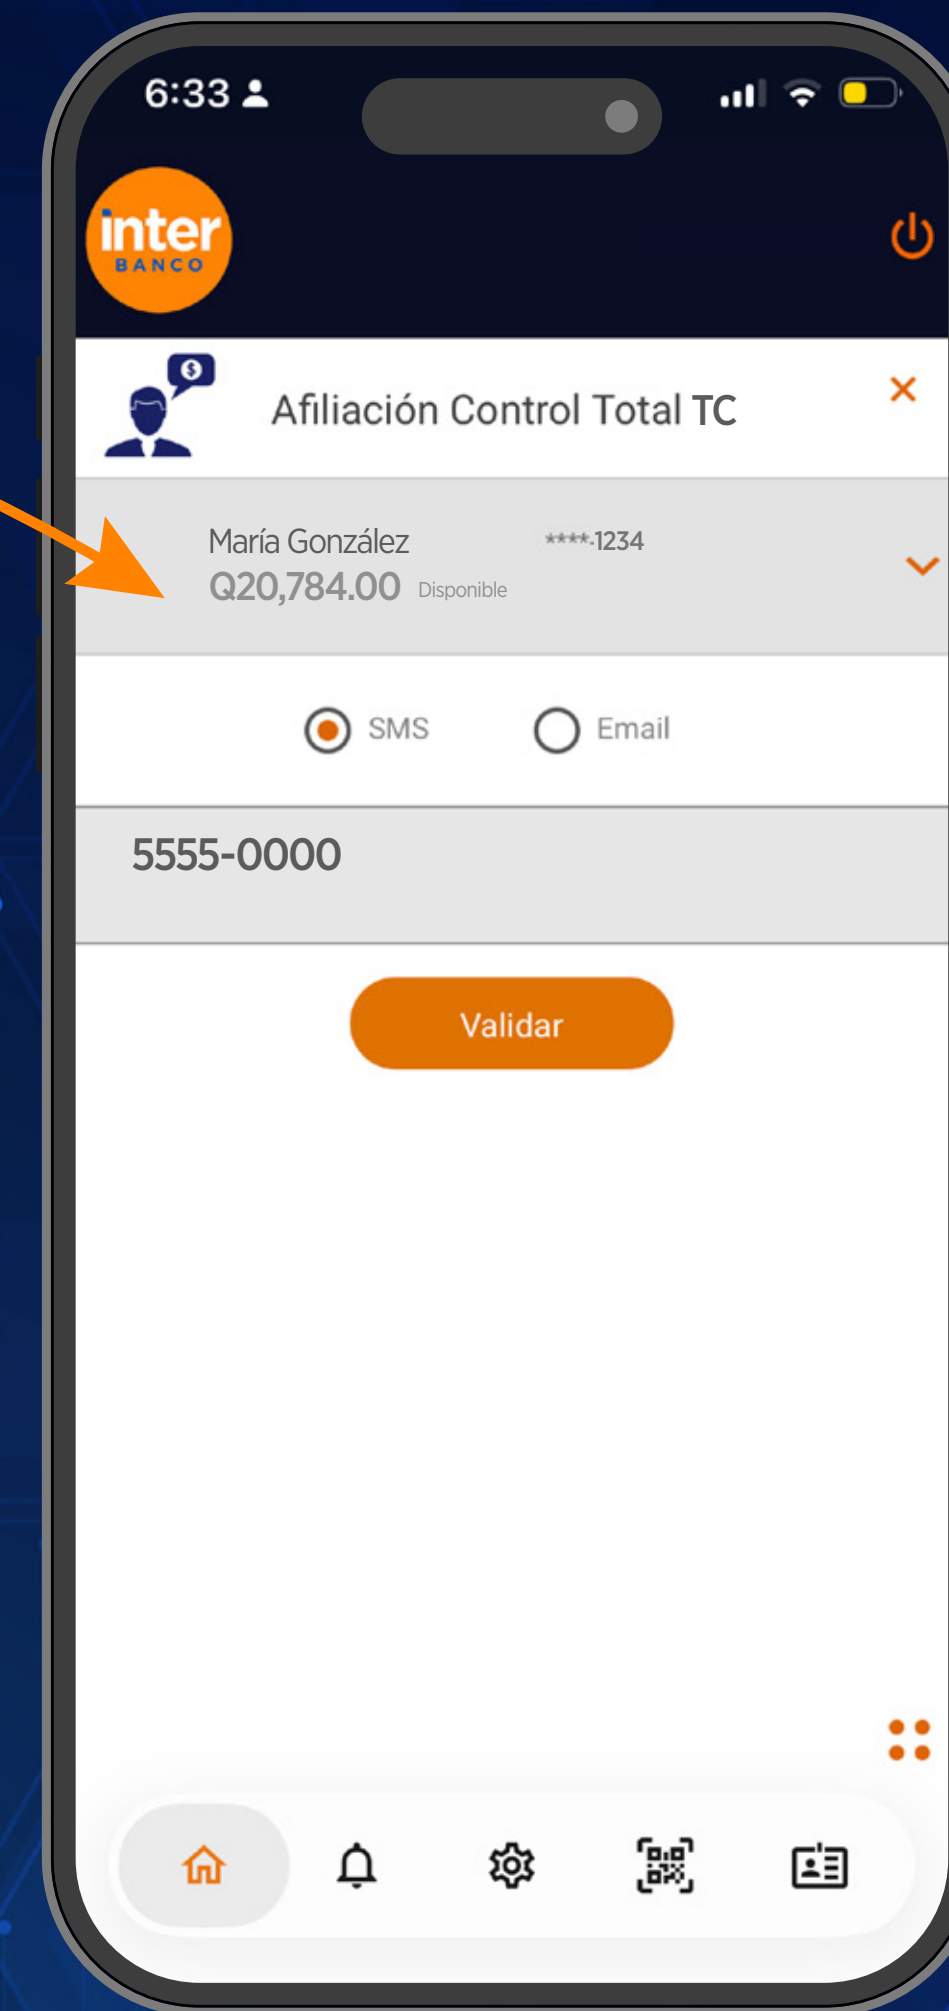 6:33
inter
BANCO
Afiliación Control Total TC
María González ****-1234
Q20,784.00 Disponible
SMS Email
5555-0000
Validar